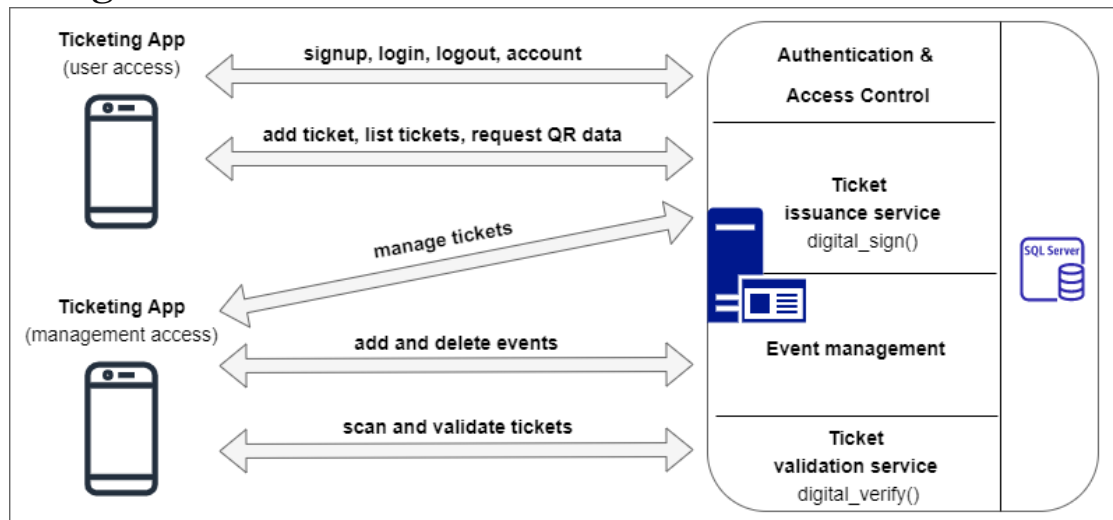 Ticketing App
(user access)
signup, login, logout, account
add ticket, list tickets, request QR data
manage tickets
Ticketing App
(management access)
add and delete events
scan and validate tickets
Authentication &
Access Control
Ticket
issuance service
digital_sign()
Event management
Ticket
validation service
digital_verify()
SQL Server